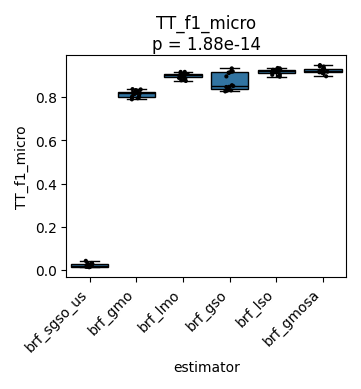 TT_f1_micro
p = 1.88e-14
TT_f1_micro
0.8
0.6
0.4
0.2
0.0
brf_sgso_us
brf_gmo
brf_lmo
brf_gso
brf_lso
brf_gmosa
estimator